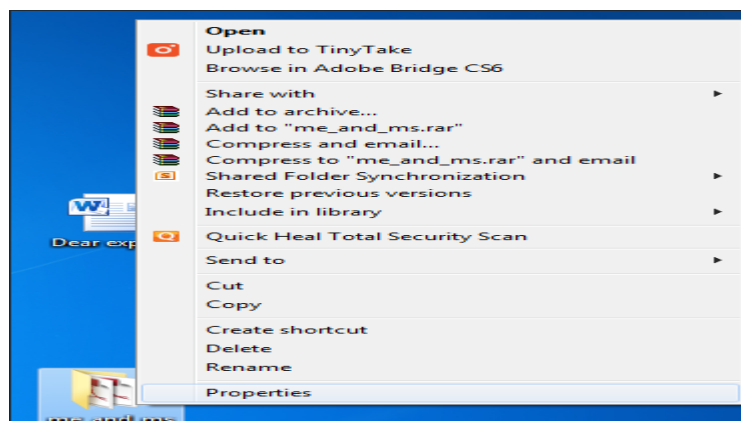 Open
Upload to TinyTake
Browse in Adobe Bridge CS6
Share with
Add to archive...
Add to "me_and_ms.rar"
Compress and email...
Compress to "me_and_ms.rar" and email
Shared Folder Synchronization
Restore previous versions
Include in library
Dear exp
Quick Heal Total Security Scan
Send to
Cut
Copy
Create shortcut
Delete
Rename
Properties